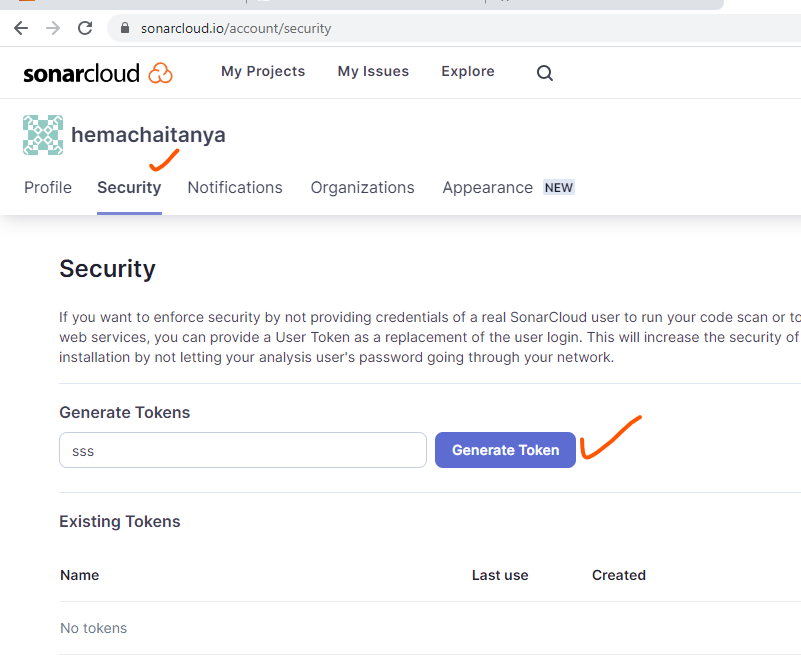 sonarcloud.io/account/security
sonarcloud My Projects My Issues Explore
hemachaitanya
Profile Security Notifications Organizations Appearance NEW
Security
If you want to enforce security by not providing credentials of a real SonarCloud user to run your code scan or to
web services, you can provide a User Token as a replacement of the user login. This will increase the security of
installation by not letting your analysis user's password going through your network.
Generate Tokens
sss Generate Token
Existing Tokens
Name Last use Created
No tokens